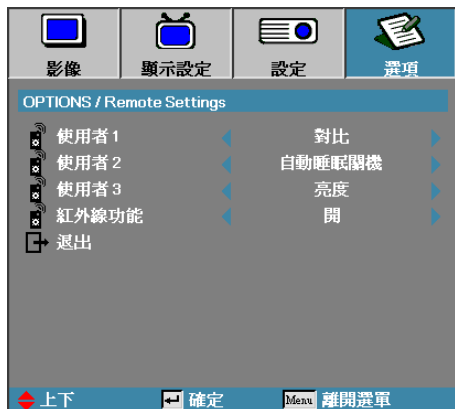 影像 顯示設定 設定 選項
OPTIONS / Remote Settings
使用者 1 對比
使用者 2 自動睡眠關機
使用者 3 亮度
紅外線功能 開
退出
上下 確定 Menu 離開選單